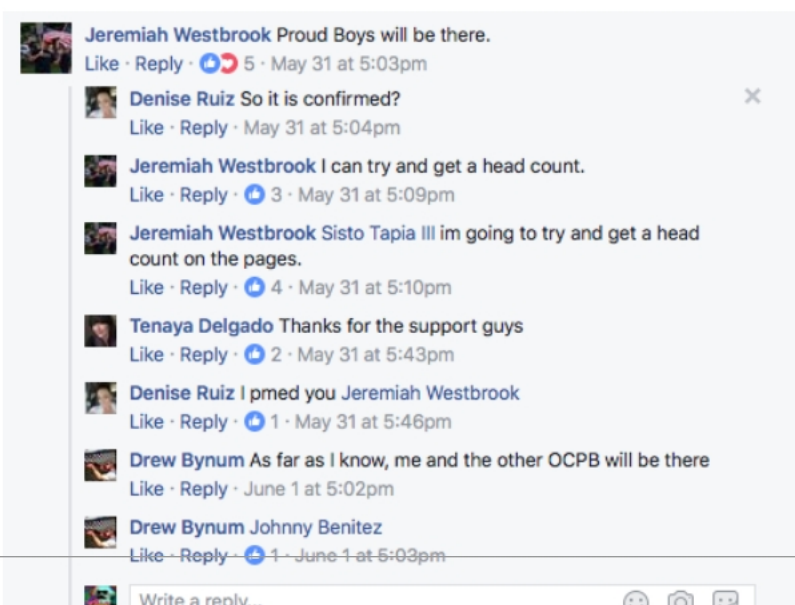 Jeremiah Westbrook Proud Boys will be there.
Like · Reply · 5 · May 31 at 5:03pm
Denise Ruiz So it is confirmed?
Like · Reply · May 31 at 5:04pm
Jeremiah Westbrook I can try and get a head count.
Like · Reply · 3 · May 31 at 5:09pm
Jeremiah Westbrook Sisto Tapia III im going to try and get a head
count on the pages.
Like · Reply · 4 · May 31 at 5:10pm
Tenaya Delgado Thanks for the support guys
Like · Reply · 2 · May 31 at 5:43pm
Denise Ruiz I pmed you Jeremiah Westbrook
Like · Reply · 1 · May 31 at 5:46pm
Drew Bynum As far as I know, me and the other OCPB will be there
Like · Reply · June 1 at 5:02pm
Drew Bynum Johnny Benitez
Like · Reply · 1 · June 1 at 5:03pm
Write a reply...